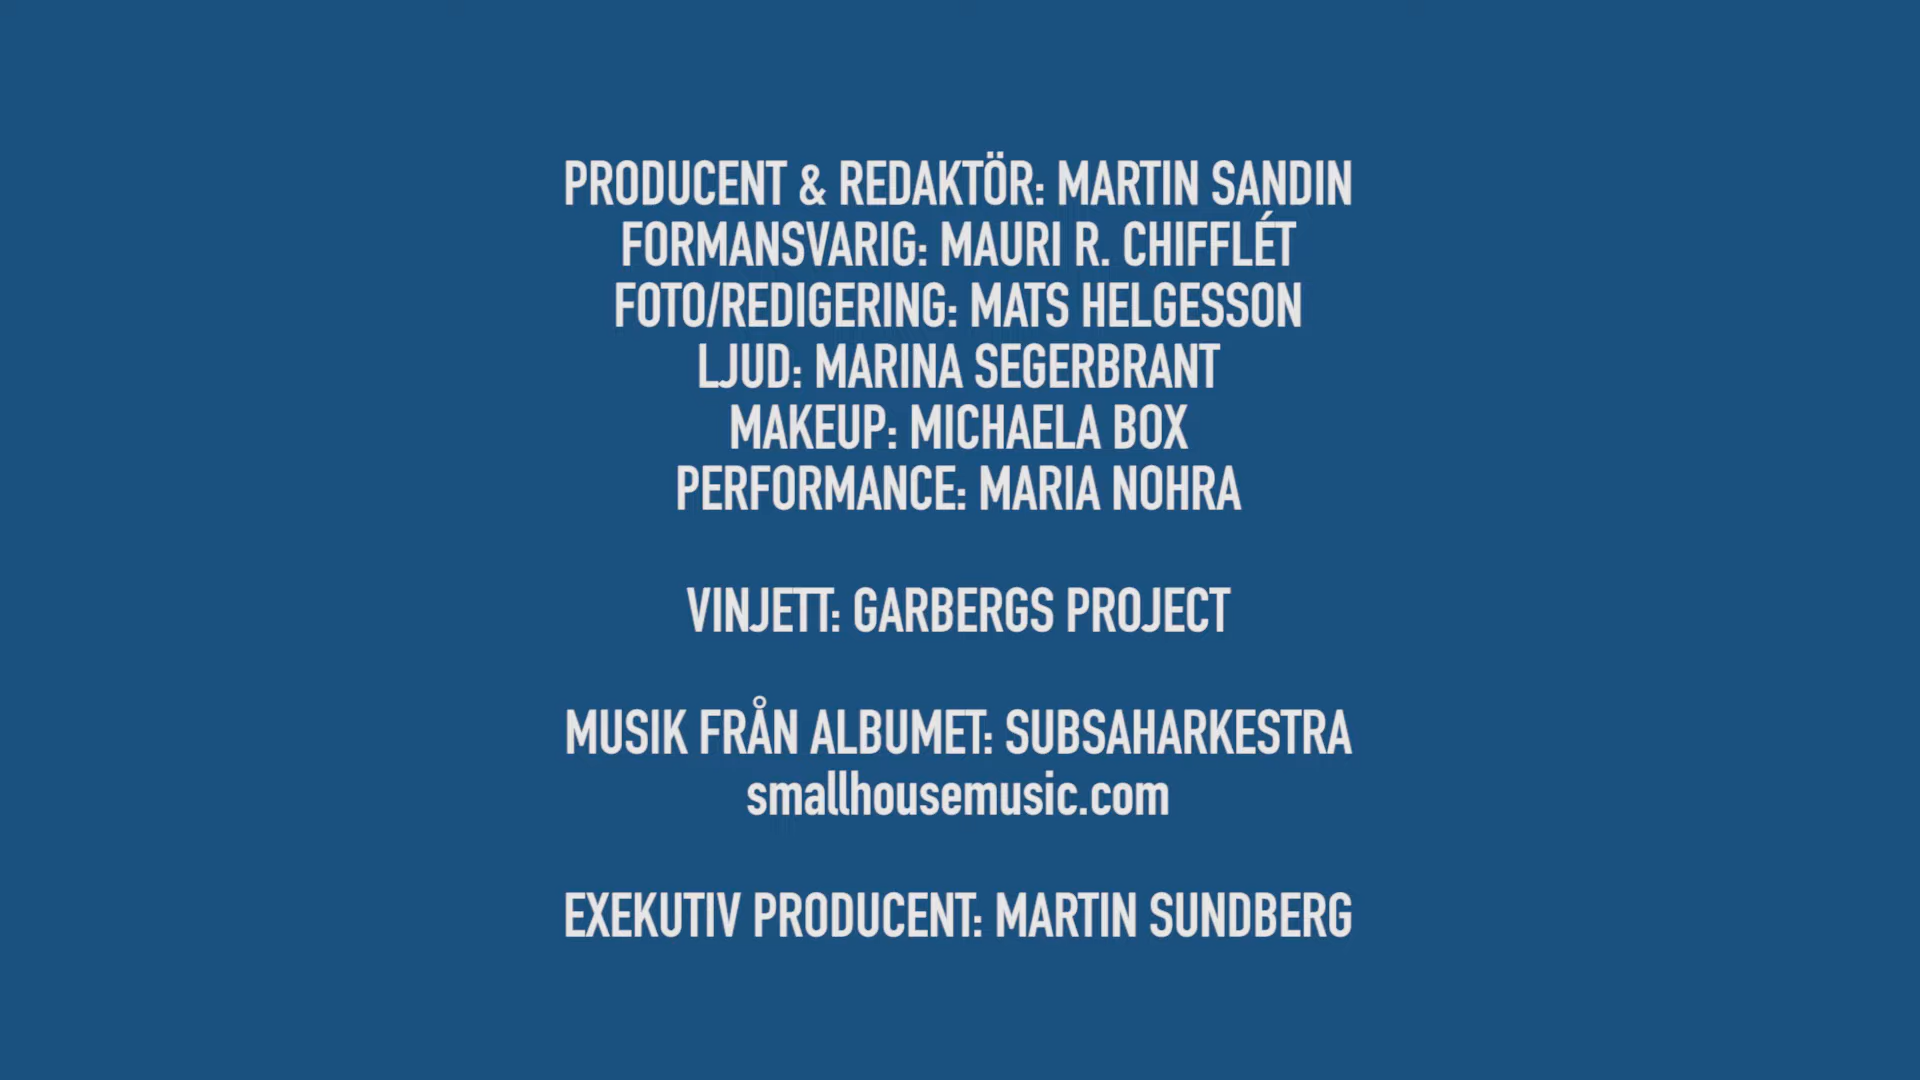 PRODUCENT & REDAKTÖR: MARTIN SANDIN
FORMANSVARIG: MAURI R. CHIFFLÉT
FOTO/REDIGERING: MATS HELGESSON
LJUD: MARINA SEGERBRANT
MAKEUP: MICHAELA BOX
PERFORMANCE: MARIA NOHRA
VINJETT: GARBERGS PROJECT
MUSIK FRÅN ALBUMET: SUBSAHARKESTRA
smallhousemusic.com
EXEKUTIV PRODUCENT: MARTIN SUNDBERG